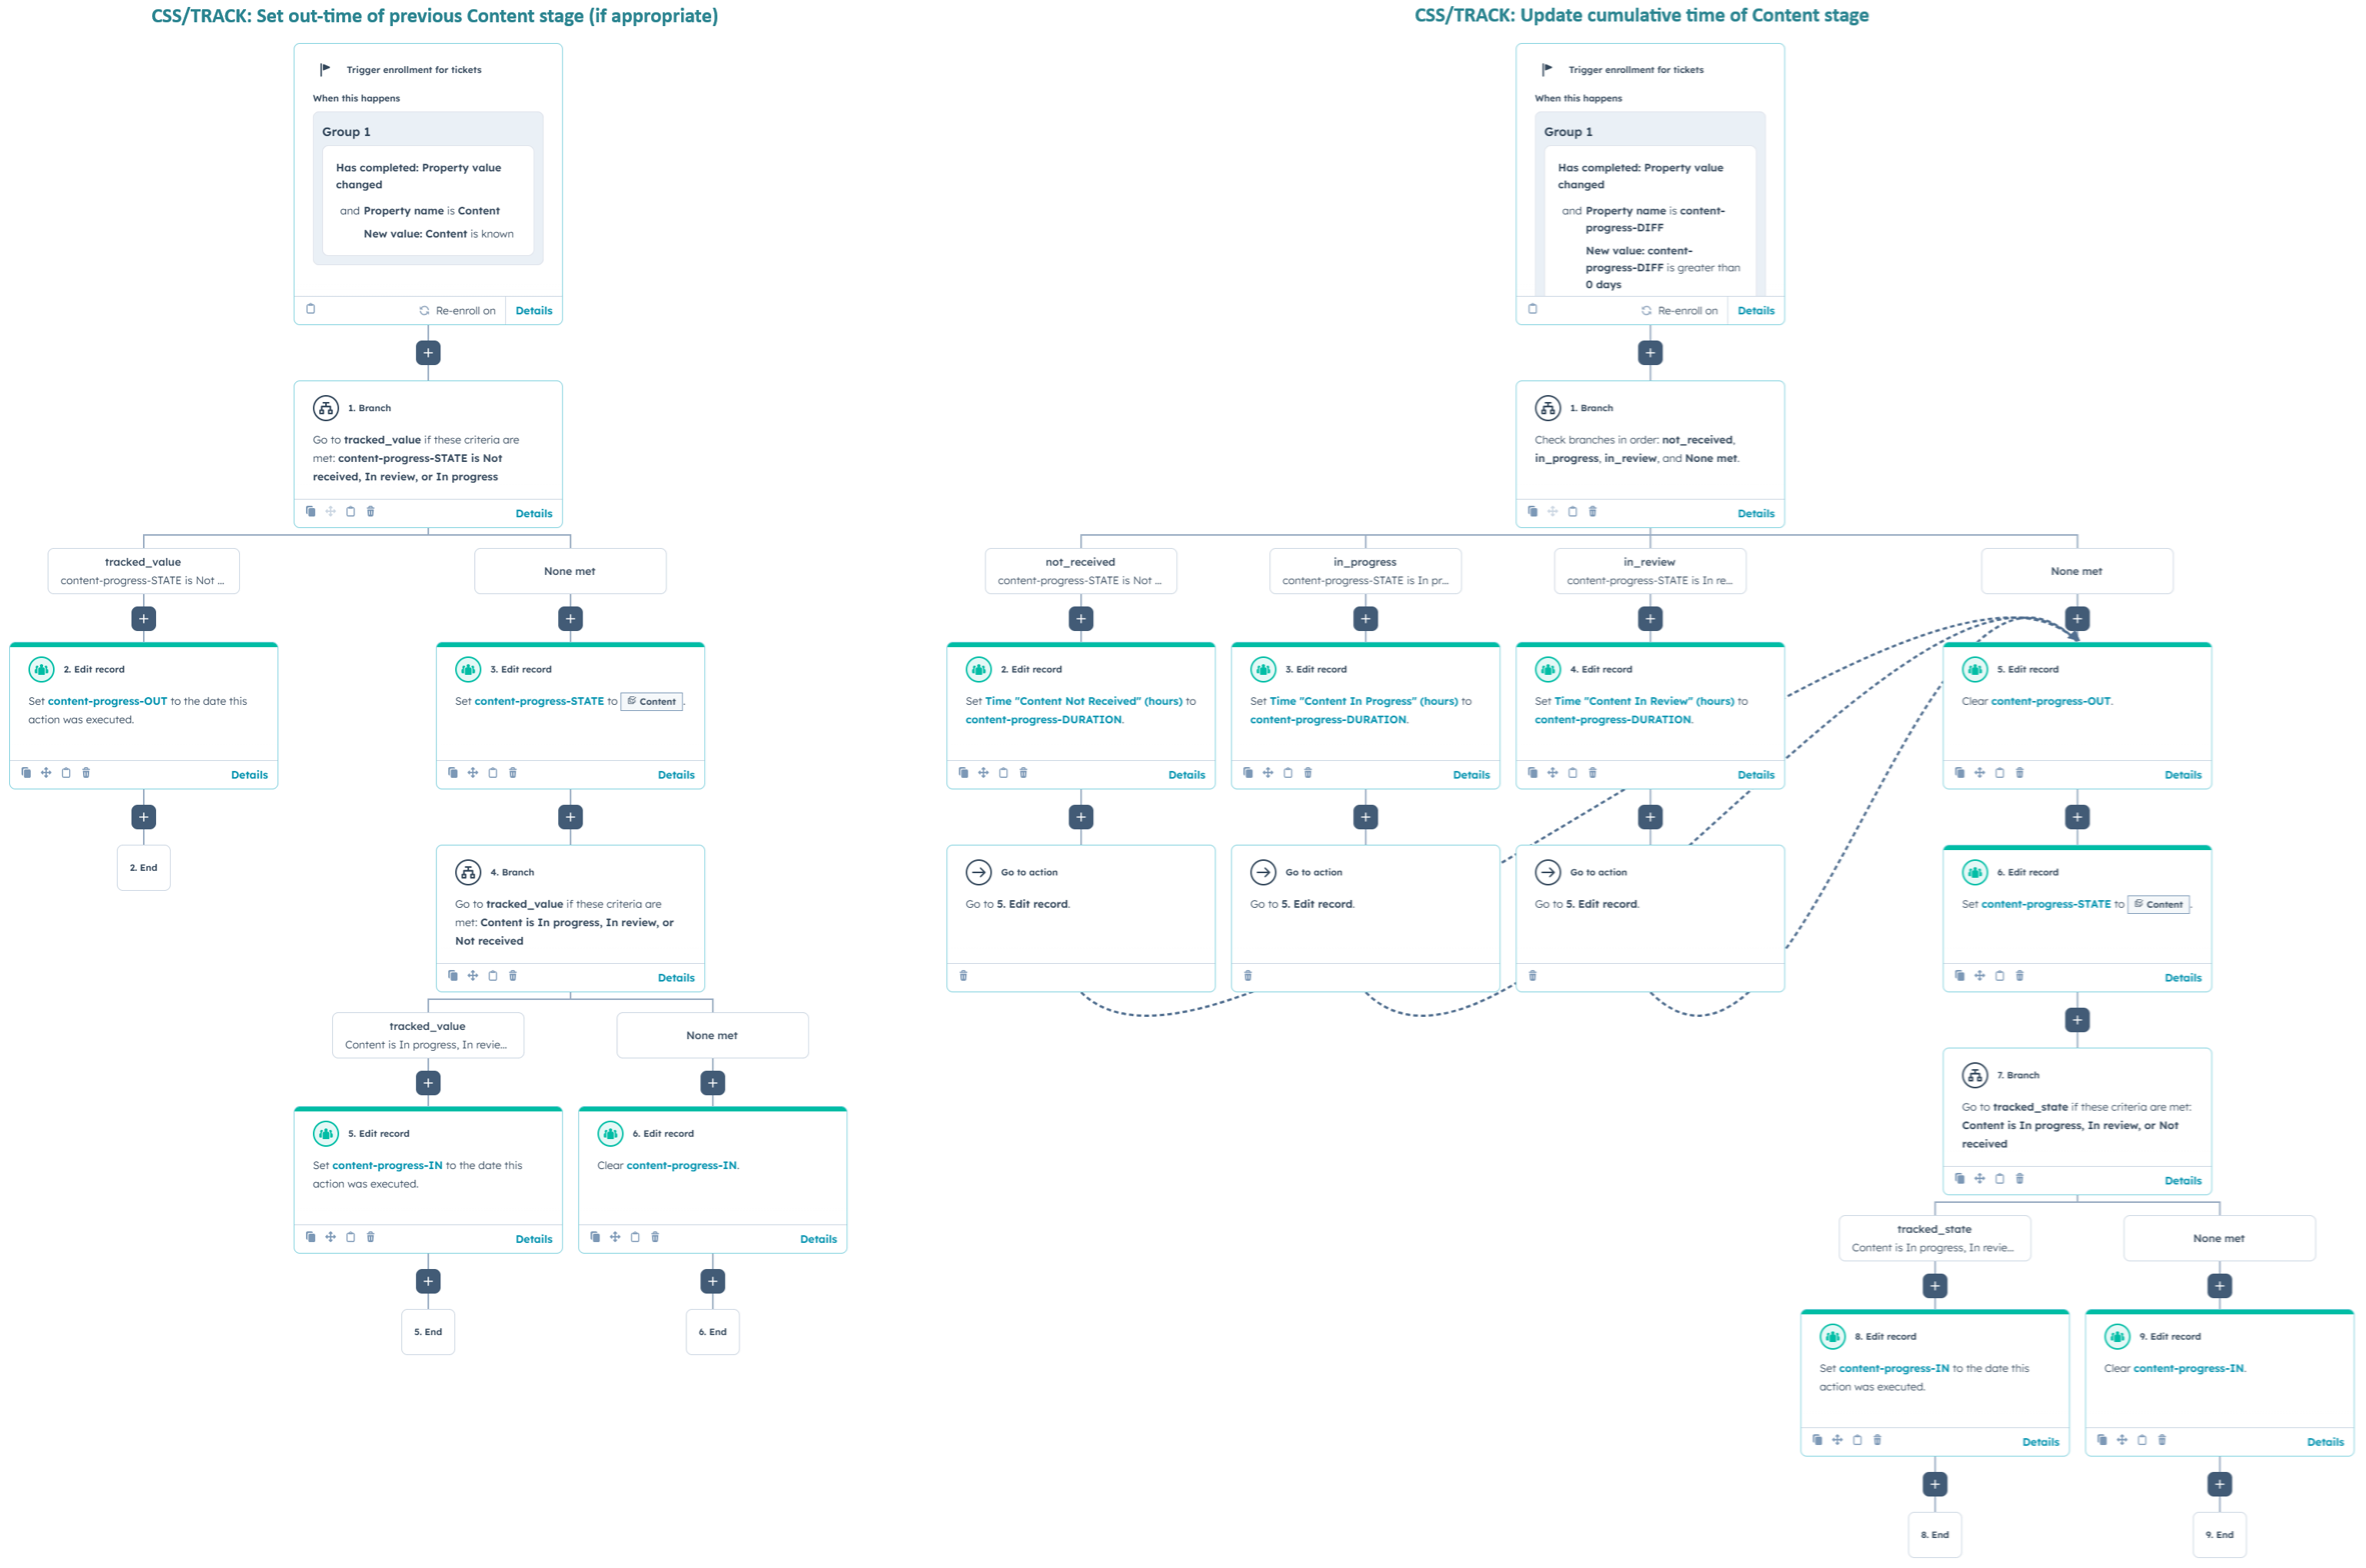 CSS/TRACK: Set out-time of previous Content stage (if appropriate)
Trigger enrollment for tickets
When this happens
Group 1
Has completed: Property value
changed
and Property name is Content
New value: Content is known
Re-enroll on
Details
1. Branch
Go to tracked_value if these criteria are
met: content-progress-STATE is Not
received, In review, or In progress
Details
tracked_value
content-progress-STATE is Not ...
None met
2. Edit record
Set content-progress-OUT to the date this
action was executed.
Details
2. End
3. Edit record
Set content-progress-STATE to Content.
Details
4. Branch
Go to tracked_value if these criteria are
met: Content is In progress, In review, or
Not received
Details
tracked_value
Content is In progress, In revie...
None met
5. Edit record
Set content-progress-IN to the date this
action was executed.
Details
5. End
6. Edit record
Clear content-progress-IN.
Details
6. End
CSS/TRACK: Update cumulative time of Content stage
Trigger enrollment for tickets
When this happens
Group 1
Has completed: Property value
changed
and Property name is content-
progress-DIFF
New value: content-
progress-DIFF is greater than
0 days
Re-enroll on
Details
1. Branch
Check branches in order: not_received,
in_progress, in_review, and None met.
Details
not_received
content-progress-STATE is Not ...
in_progress
content-progress-STATE is In pr...
in_review
content-progress-STATE is In re...
None met
2. Edit record
Set Time "Content Not Received" (hours) to
content-progress-DURATION.
Details
3. Edit record
Set Time "Content In Progress" (hours) to
content-progress-DURATION.
Details
4. Edit record
Set Time "Content In Review" (hours) to
content-progress-DURATION.
Details
5. Edit record
Clear content-progress-OUT.
Details
Go to action
Go to 5. Edit record.
Go to action
Go to 5. Edit record.
Go to action
Go to 5. Edit record.
6. Edit record
Set content-progress-STATE to Content.
Details
7. Branch
Go to tracked_state if these criteria are met:
Content is In progress, In review, or Not
received
Details
tracked_state
Content is In progress, In revie...
None met
8. Edit record
Set content-progress-IN to the date this
action was executed.
Details
8. End
9. Edit record
Clear content-progress-IN.
Details
9. End